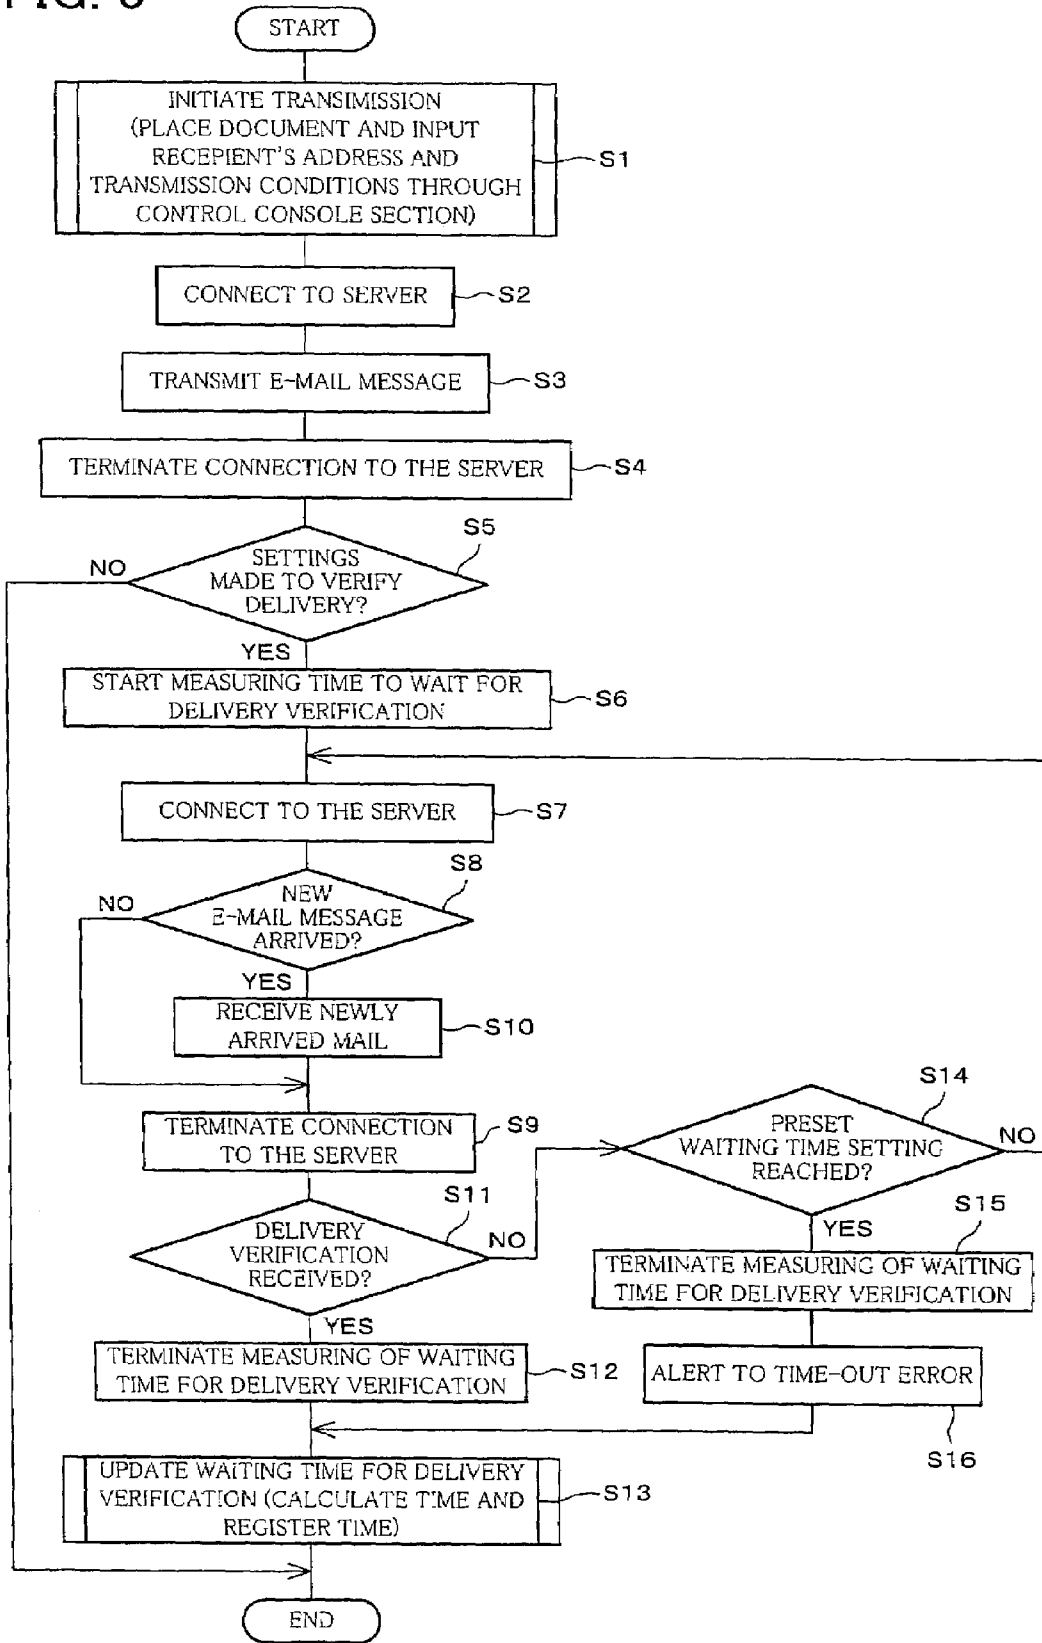 START
INITIATE TRANSIMISSION
(PLACE DOCUMENT AND INPUT
RECEPIENT'S ADDRESS AND
TRANSMISSION CONDITIONS THROUGH
CONTROL CONSOLE SECTION)
S1
CONNECT TO SERVER
S2
TRANSMIT E-MAIL MESSAGE
S3
TERMINATE CONNECTION TO THE SERVER
S4
S5
SETTINGS
MADE TO VERIFY
DELIVERY?
NO
YES
START MEASURING TIME TO WAIT FOR
DELIVERY VERIFICATION
S6
CONNECT TO THE SERVER
S7
S8
NEW
E-MAIL MESSAGE
ARRIVED?
NO
YES
RECEIVE NEWLY
ARRIVED MAIL
S10
TERMINATE CONNECTION
TO THE SERVER
S9
S11
DELIVERY
VERIFICATION
RECEIVED?
NO
YES
S14
PRESET
WAITING TIME SETTING
REACHED?
NO
YES
S15
TERMINATE MEASURING OF WAITING
TIME FOR DELIVERY VERIFICATION
TERMINATE MEASURING OF WAITING
TIME FOR DELIVERY VERIFICATION
S12
ALERT TO TIME-OUT ERROR
S16
UPDATE WAITING TIME FOR DELIVERY
VERIFICATION (CALCULATE TIME AND
REGISTER TIME)
S13
END